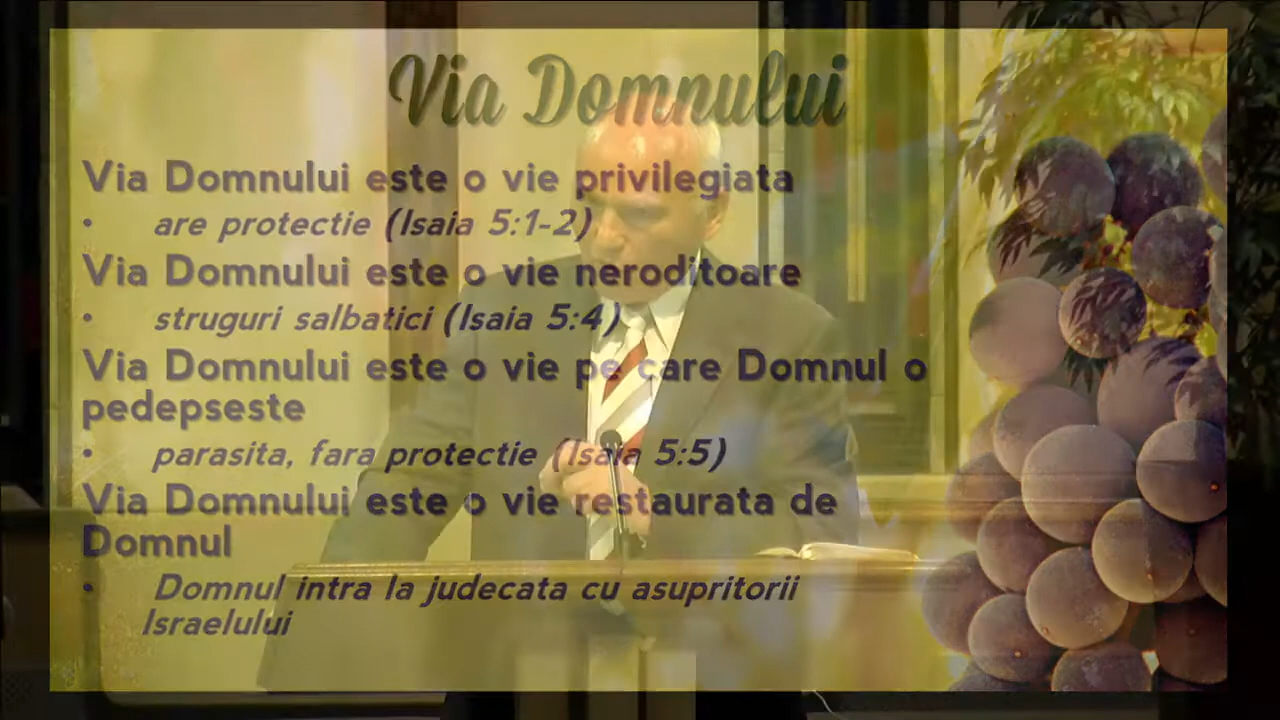 Via Domnului
Via Domnului este o vie privilegiata
• are protectie (Isaia 5:1-2)
Via Domnului este o vie neroditoare
• struguri salbatici (Isaia 5:4)
Via Domnului este o vie pe care Domnul o
pedepseste
• parasita, fara protectie (Isaia 5:5)
Via Domnului este o vie restaurata de
Domnul
• Domnul intra la judecata cu asupritorii
Israelului